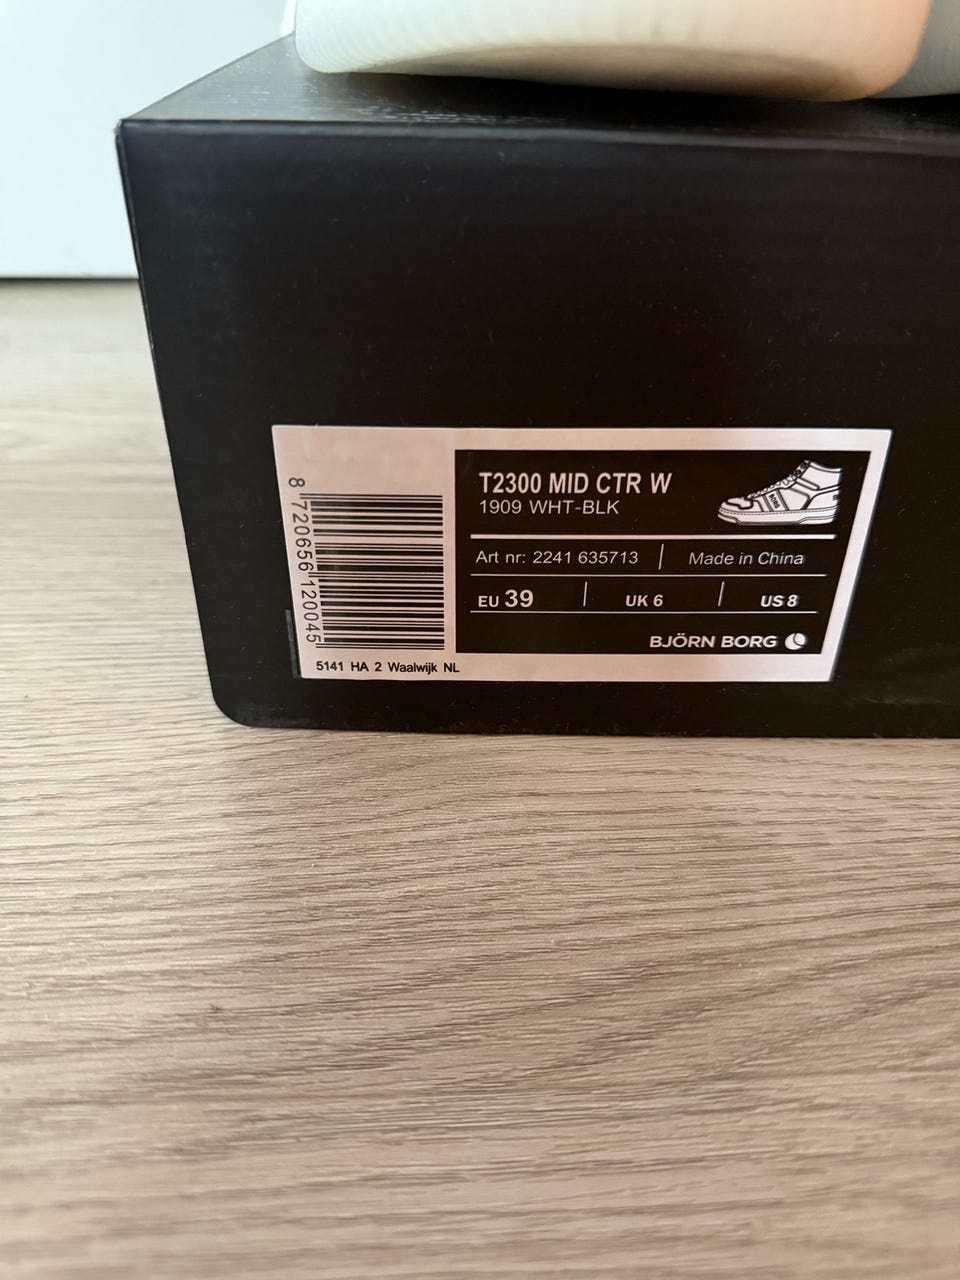 8 720656 120045
T2300 MID CTR W
1909 WHT-BLK
Art nr: 2241 635713 | Made in China
EU 39 | UK 6 | US 8
BJÖRN BORG
5141 HA 2 Waalwijk NL